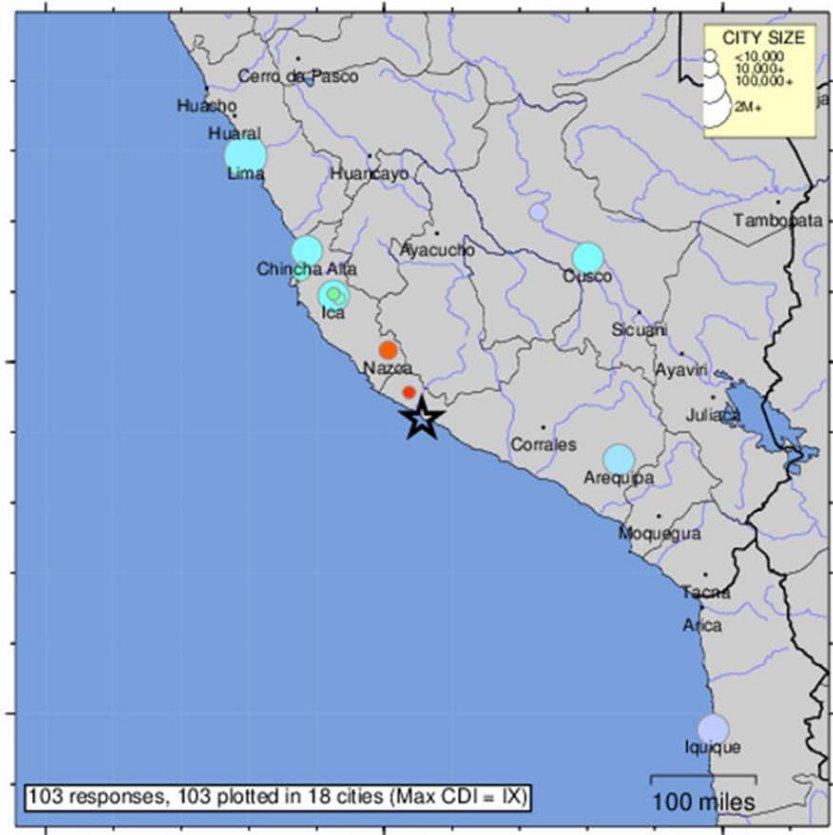 CITY SIZE
<10,000
10,000+
100,000+
2M+
Cerro de Pasco
Huacho
Huaral
Lima
Huancayo
Tambopata
Ayacucho
Chincha Alta
Cusco
Ica
Sicuani
Nazca
Ayaviri
Juliaca
Corrales
Arequipa
Moquegua
Tacna
Arica
Iquique
103 responses, 103 plotted in 18 cities (Max CDI = IX)
100 miles